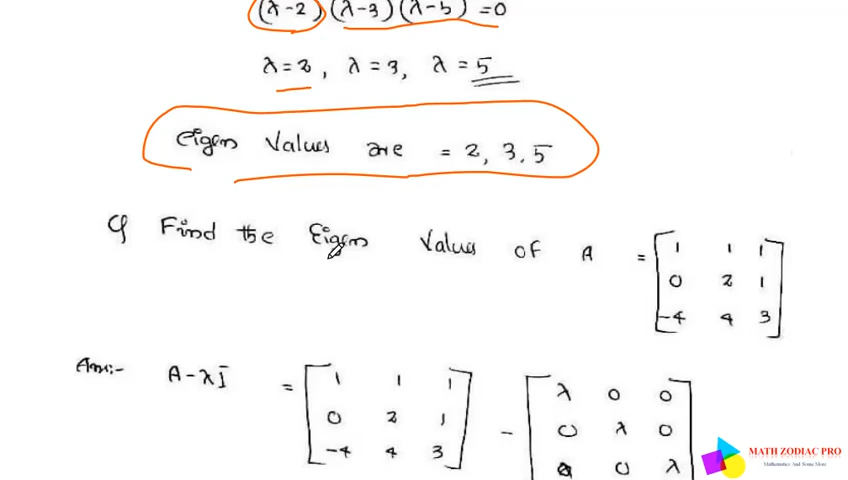 (λ-2) (λ-3) (λ-5) =0
λ=2, λ=3, λ=5
Eigen Values are = 2, 3, 5
Q Find the Eigen Values of A = [1 1 1
0 2 1
-4 4 3]
Ans:- A-λI = [1 1 1
0 2 1
-4 4 3] - [λ 0 0
0 λ 0
0 0 λ]
MATH ZODIAC PRO
Mathematics And Some More